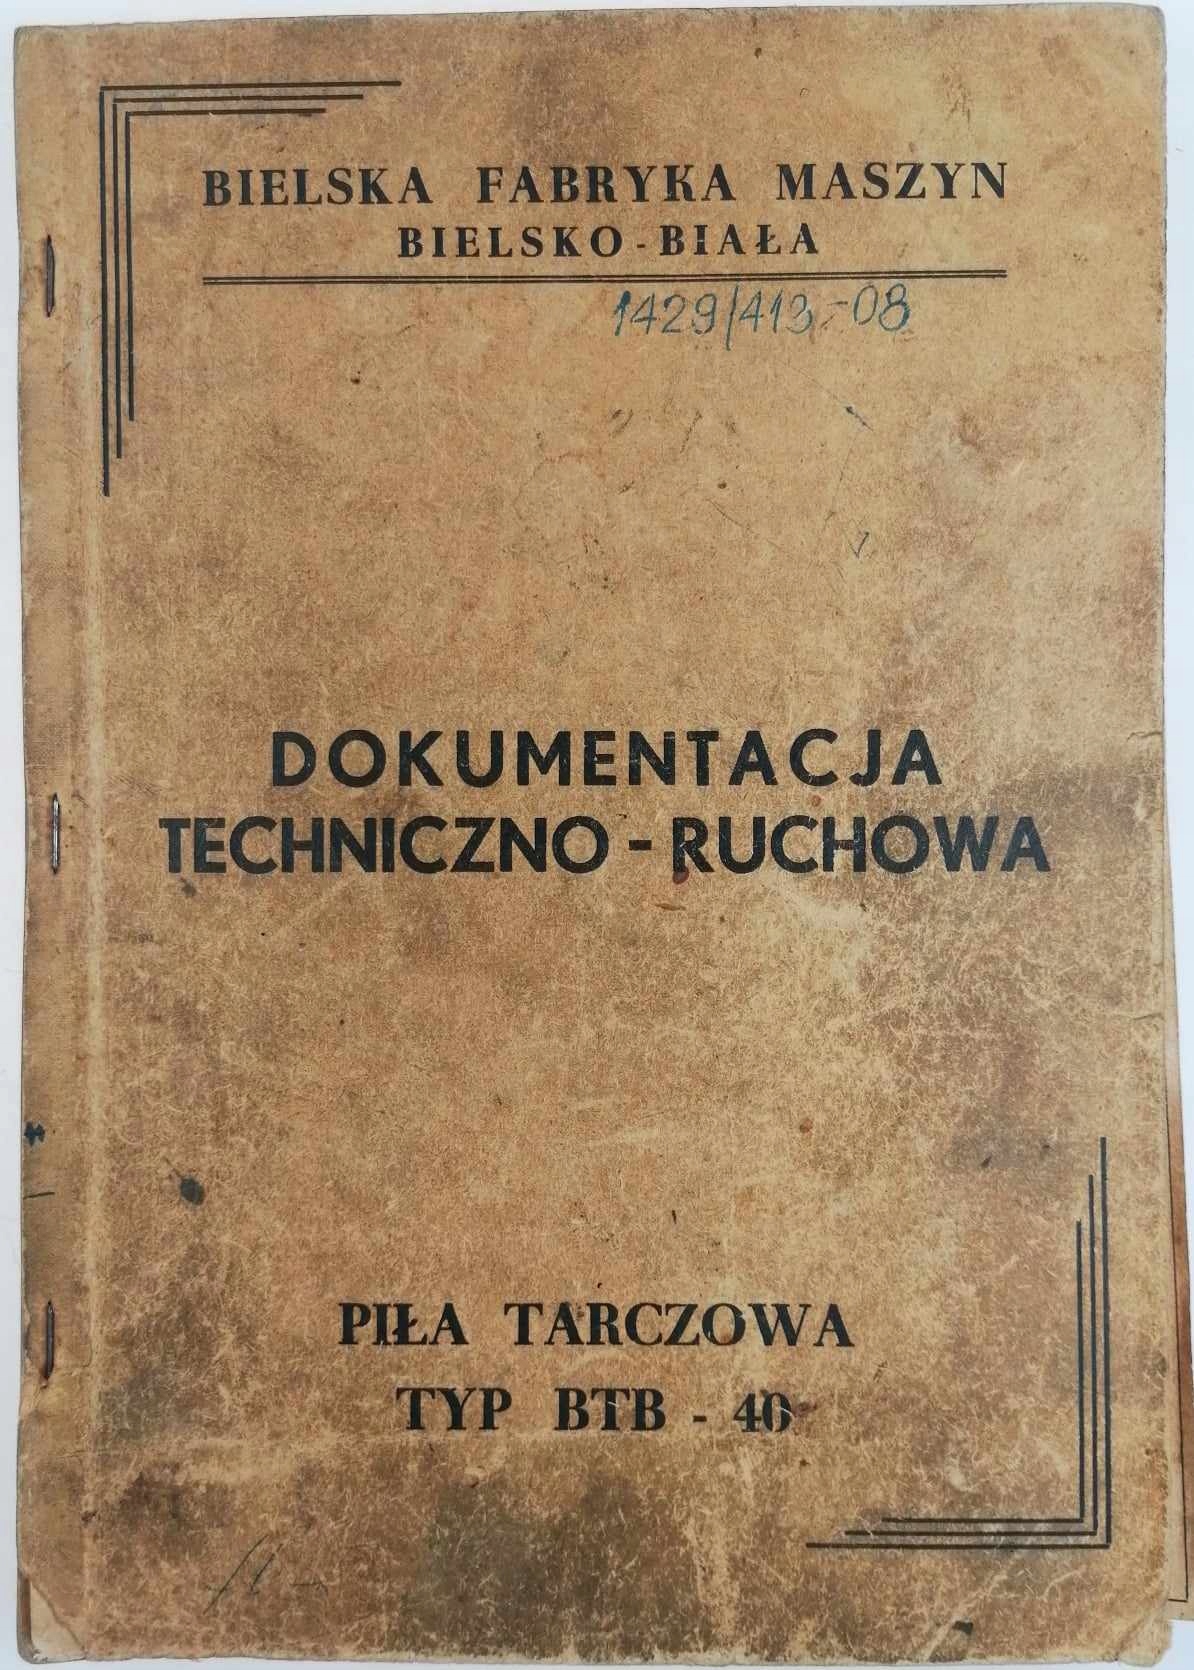 BIELSKA FABRYKA MASZYN
BIELSKO-BIAŁA
1429/413-08
DOKUMENTACJA
TECHNICZNO-RUCHOWA
PIŁA TARCZOWA
TYP BTB-40